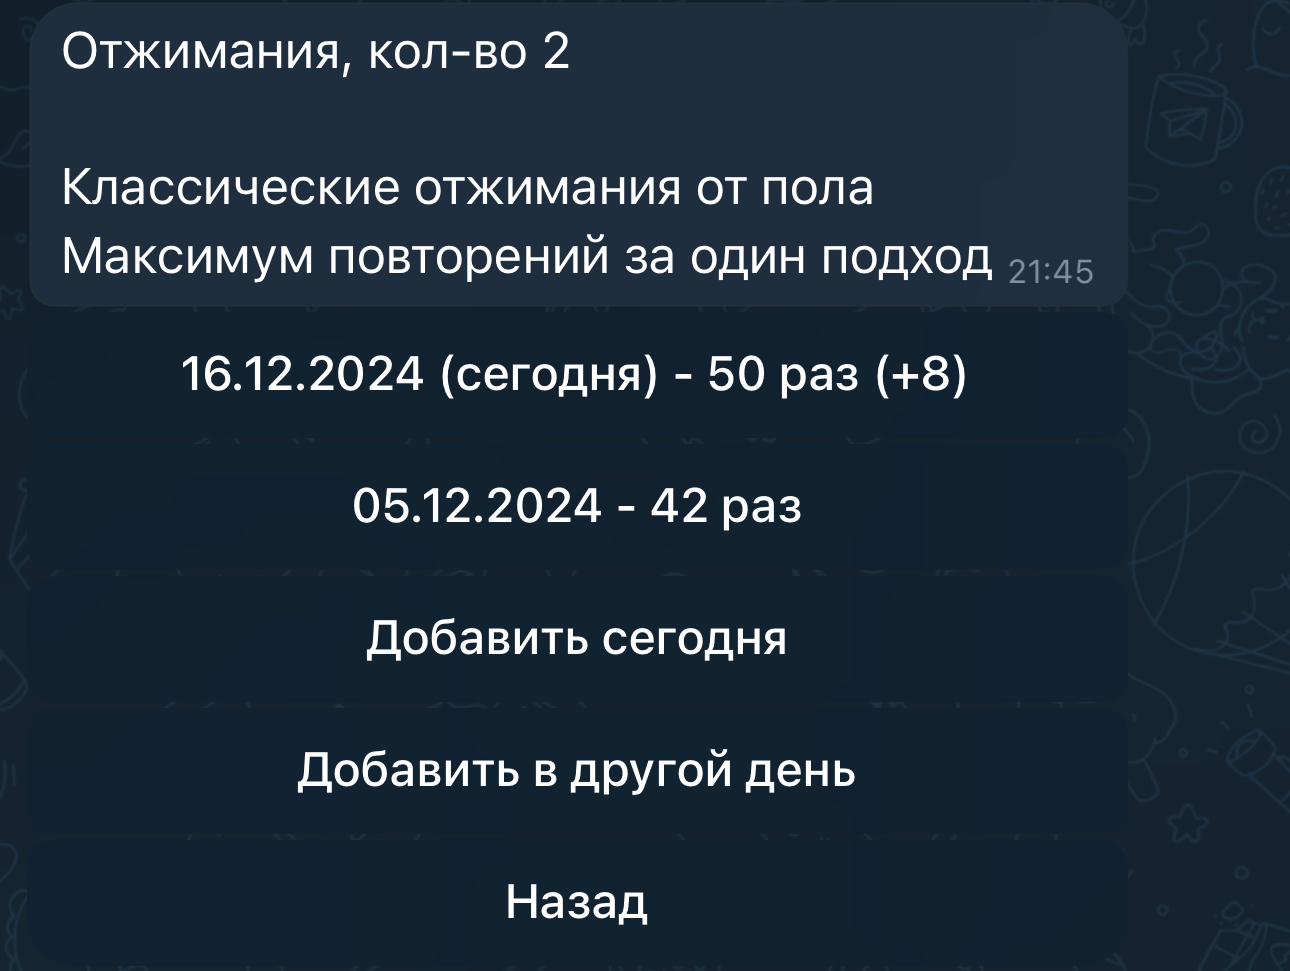 Отжимания, кол-во 2
Классические отжимания от пола
Максимум повторений за один подход 21:45
16.12.2024 (сегодня) - 50 раз (+8)
05.12.2024 - 42 раз
Добавить сегодня
Добавить в другой день
Назад